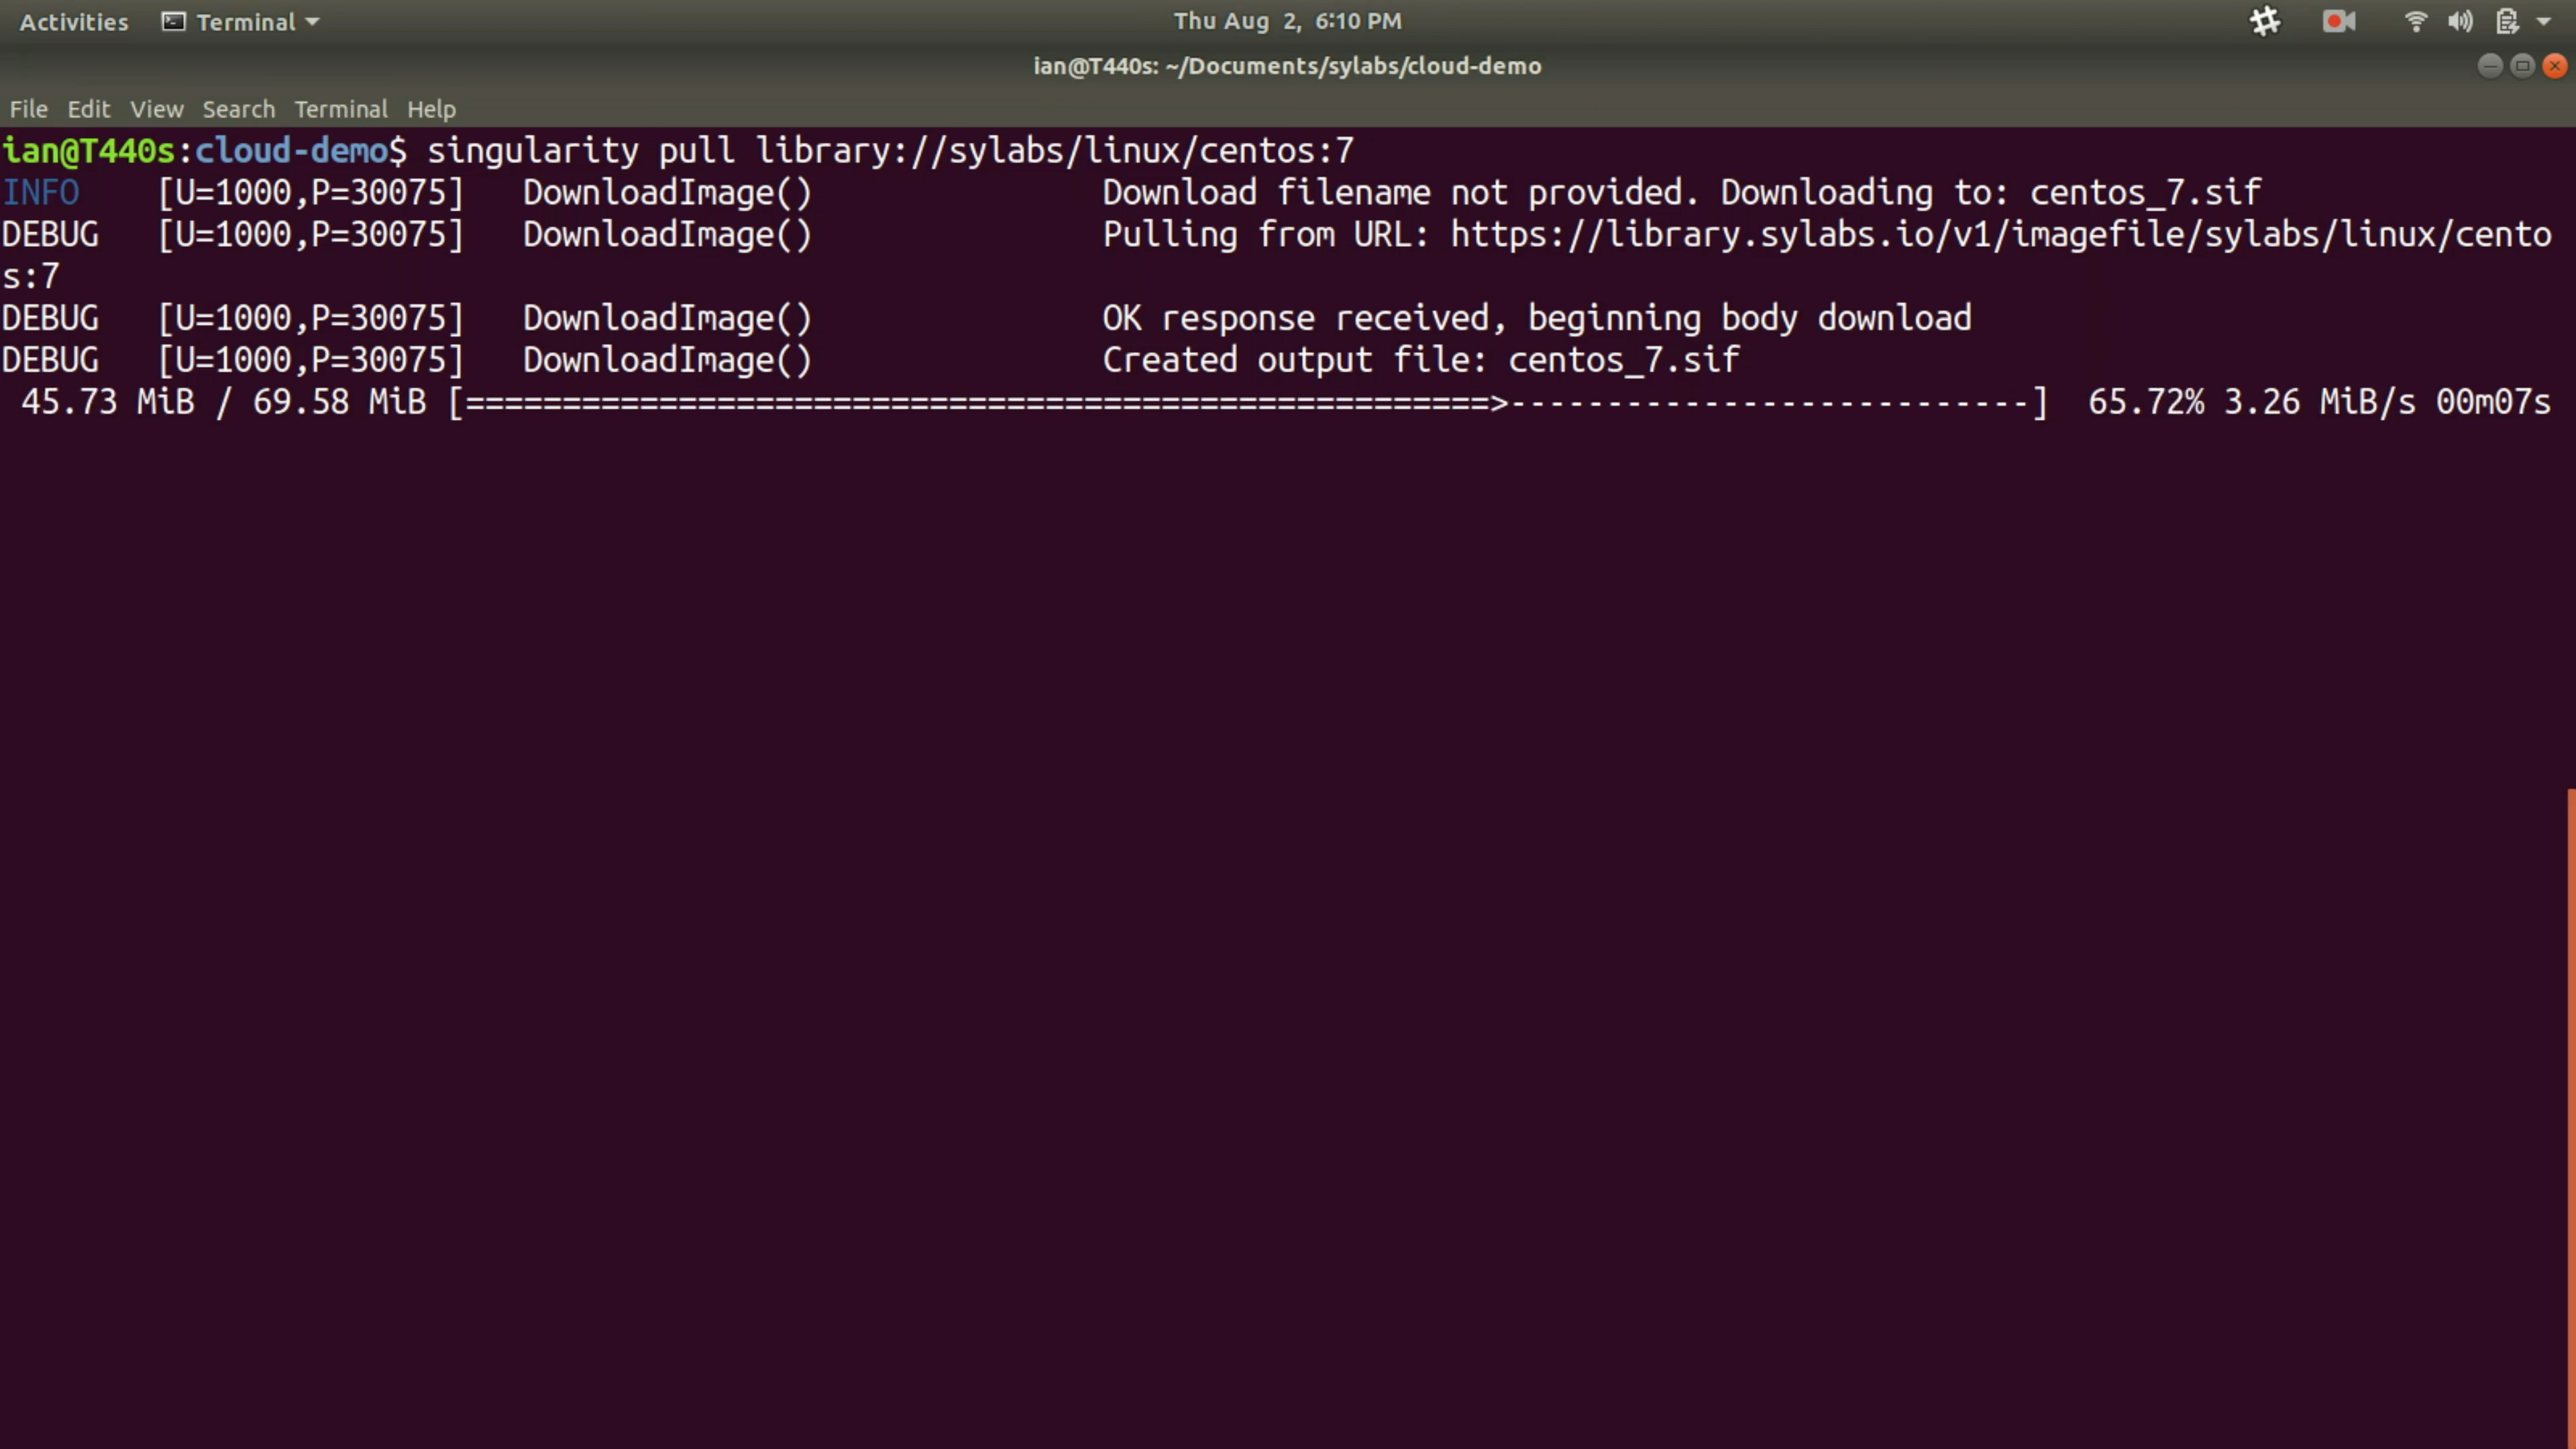 Activities Terminal Thu Aug 2, 6:10 PM
ian@T440s: ~/Documents/sylabs/cloud-demo
File Edit View Search Terminal Help
ian@T440s:cloud-demo$ singularity pull library://sylabs/linux/centos:7
INFO [U=1000,P=30075] DownloadImage() Download filename not provided. Downloading to: centos_7.sif
DEBUG [U=1000,P=30075] DownloadImage() Pulling from URL: https://library.sylabs.io/v1/imagefile/sylabs/linux/cento
s:7
DEBUG [U=1000,P=30075] DownloadImage() OK response received, beginning body download
DEBUG [U=1000,P=30075] DownloadImage() Created output file: centos_7.sif
45.73 MiB / 69.58 MiB [=====================================================>---------------------------] 65.72% 3.26 MiB/s 00m07s